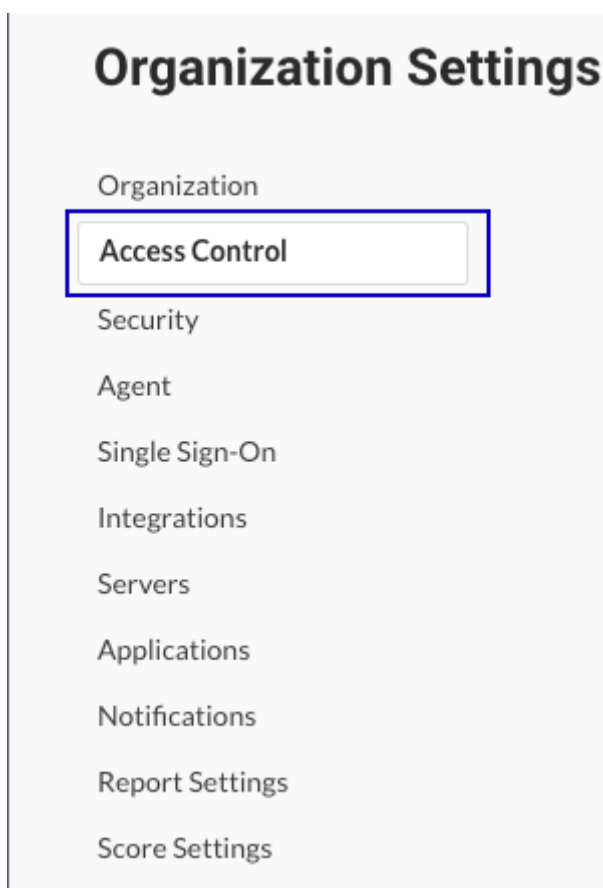 Organization Settings
Organization
Access Control
Security
Agent
Single Sign-On
Integrations
Servers
Applications
Notifications
Report Settings
Score Settings